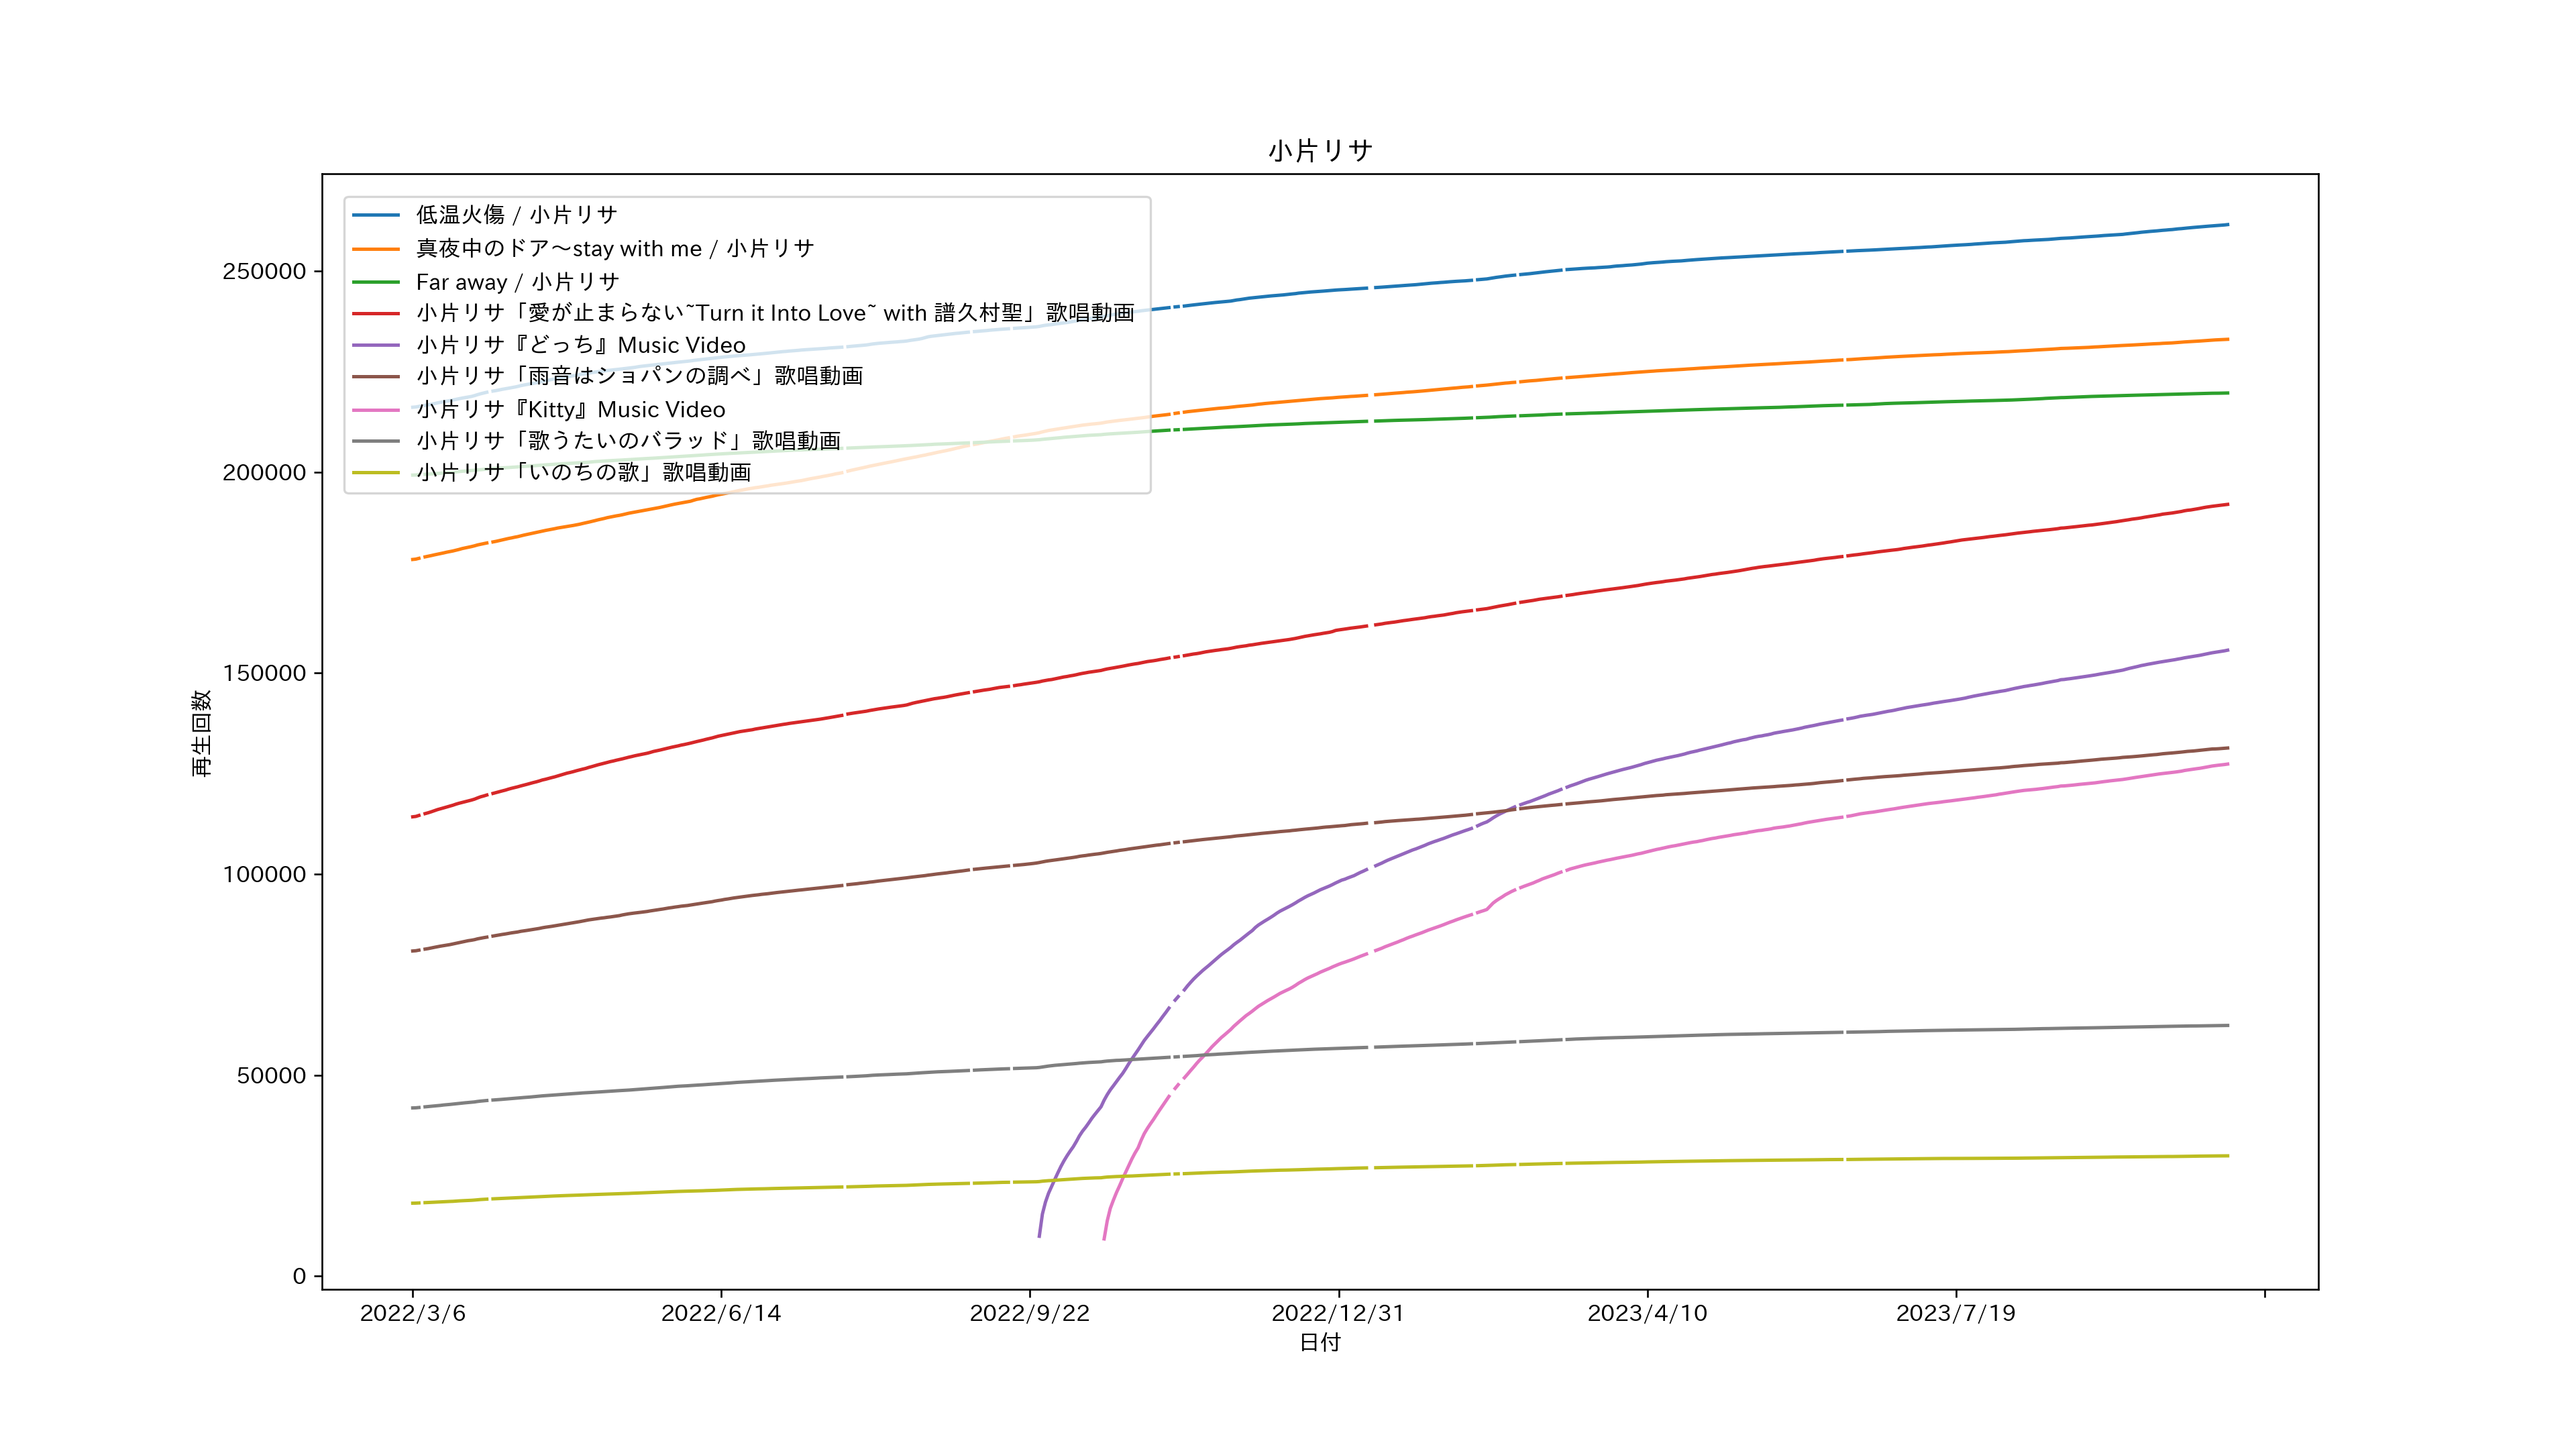 小片リサ
低温火傷 / 小片リサ
真夜中のドア〜stay with me / 小片リサ
Far away / 小片リサ
小片リサ「愛が止まらない~Turn it Into Love~ with 譜久村聖」歌唱動画
小片リサ『どっち』Music Video
小片リサ「雨音はショパンの調べ」歌唱動画
小片リサ『Kitty』Music Video
小片リサ「歌うたいのバラッド」歌唱動画
小片リサ「いのちの歌」歌唱動画
250000
200000
150000
100000
50000
0
再生回数
2022/3/6 2022/6/14 2022/9/22 2022/12/31 2023/4/10 2023/7/19
日付